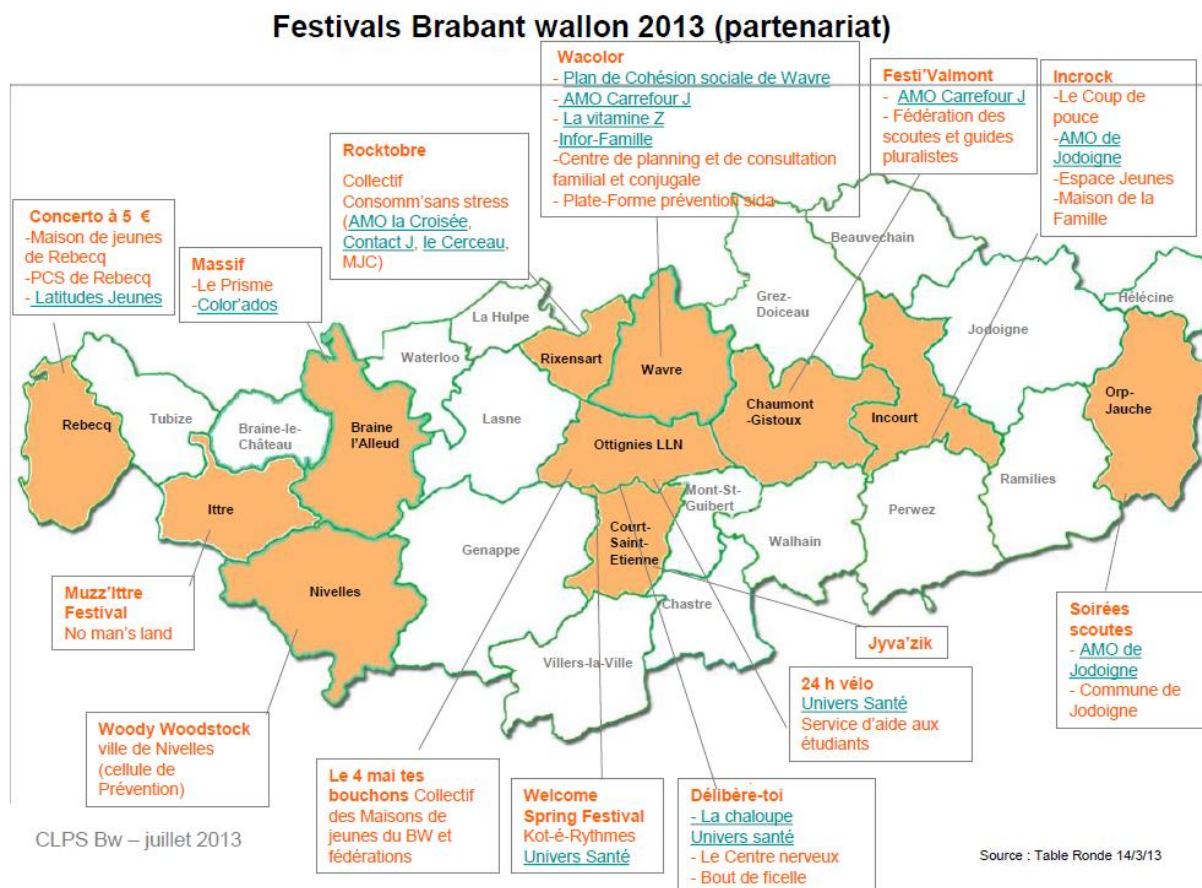 Festivals Brabant wallon 2013 (partenariat)
Wacolor
- Plan de Cohésion sociale de Wavre
- AMO Carrefour J
- La vitamine Z
-Infor-Famille
-Centre de planning et de consultation
familial et conjugale
- Plate-Forme prévention sida
Festi'Valmont
- AMO Carrefour J
- Fédération des
scoutes et guides
pluralistes
Incrock
-Le Coup de
pouce
-AMO de
Jodoigne
-Espace Jeunes
-Maison de la
Famille
Rocktobre
Collectif
Consomm'sans stress
(AMO la Croisée,
Contact J, le Cerceau,
MJC)
Concerto à 5 €
-Maison de jeunes
de Rebecq
-PCS de Rebecq
- Latitudes Jeunes
Massif
-Le Prisme
-Color'ados
Beauvechain
Grez-
Doiceau
Hélécine
La Hulpe
Jodoigne
Waterloo
Rixensart
Wavre
Orp-
Jauche
Chaumont
-Gistoux
Incourt
Rebecq
Tubize
Braine-le-
Château
Braine
l'Alleud
Lasne
Ottignies LLN
Mont-St-
Guibert
Ramilies
Perwez
Ittre
Court-
Saint-
Etienne
Walhain
Genappe
Nivelles
Chastre
Villers-la-Ville
Muzz'Ittre
Festival
No man's land
Jyva'zik
Soirées
scoutes
- AMO de
Jodoigne
- Commune de
Jodoigne
24 h vélo
Univers Santé
Service d'aide aux
étudiants
Woody Woodstock
ville de Nivelles
(cellule de
Prévention)
Le 4 mai tes
bouchons Collectif
des Maisons de
jeunes du BW et
fédérations
Welcome
Spring Festival
Kot-é-Rythmes
Univers Santé
Délibère-toi
- La chaloupe
Univers santé
- Le Centre nerveux
- Bout de ficelle
CLPS Bw – juillet 2013
Source : Table Ronde 14/3/13